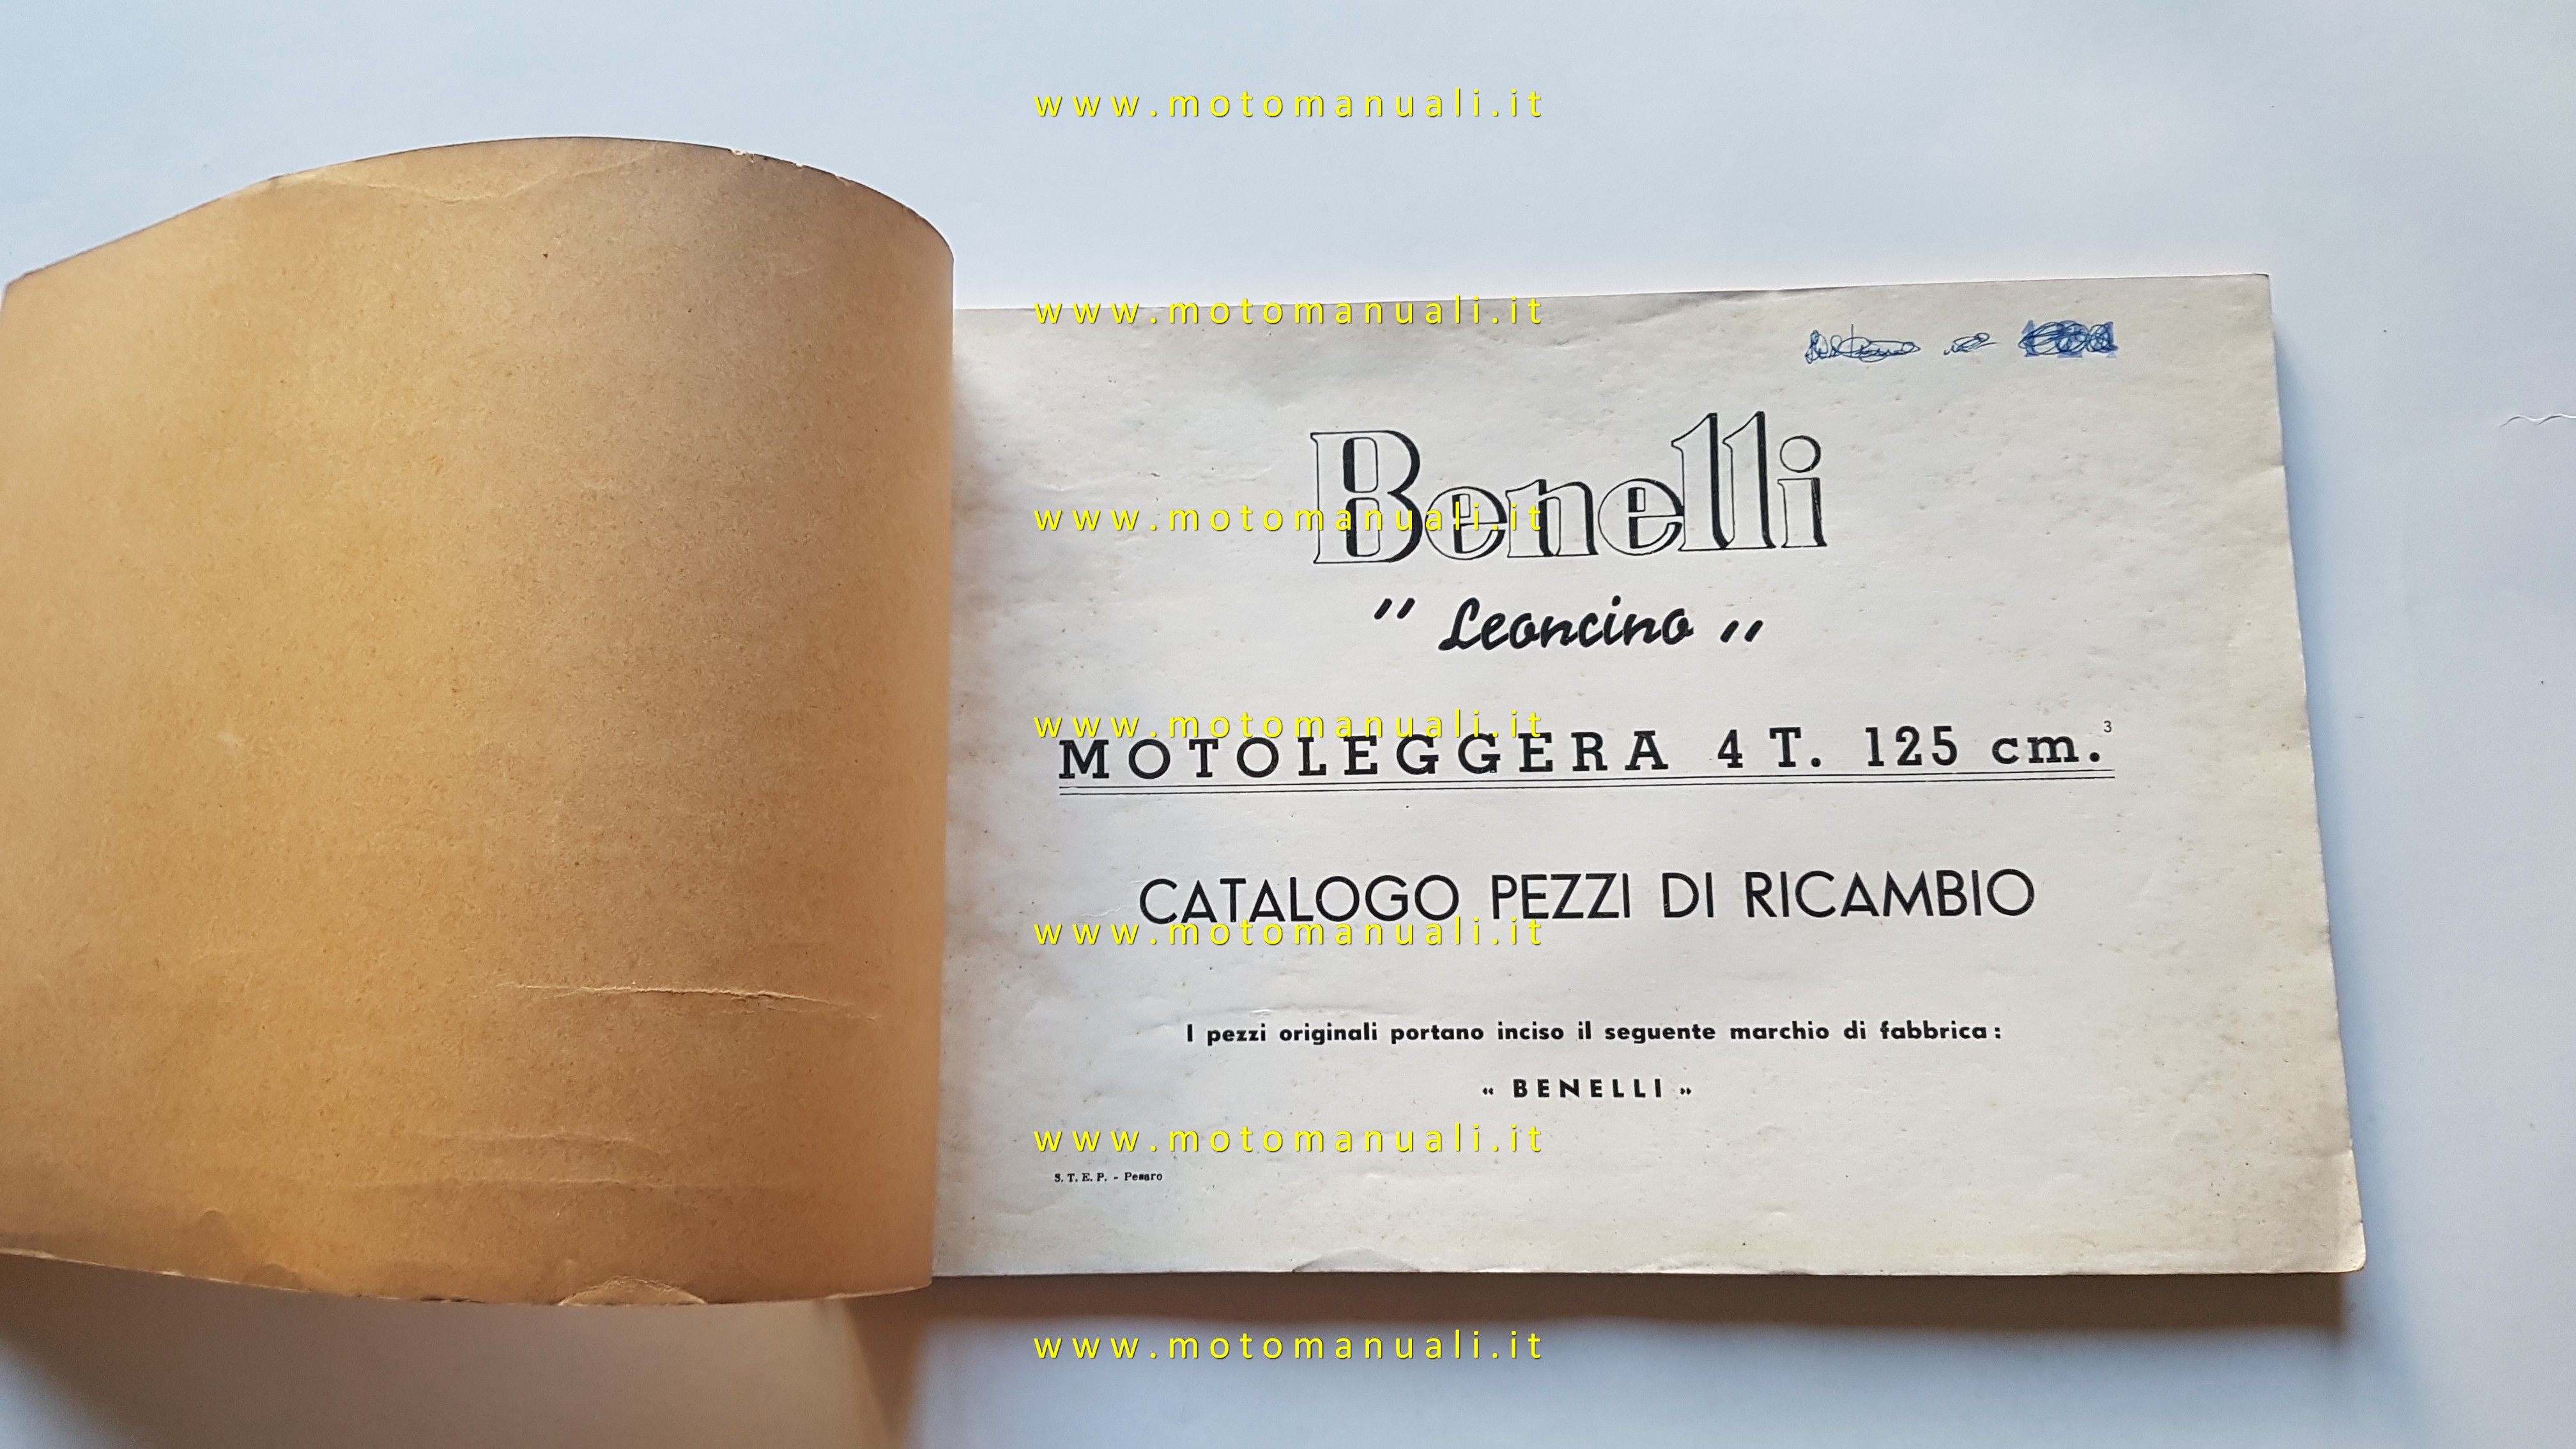 www.motomanuali.it
www.motomanuali.it
Benelli
www.motomanuali.it
" Leoncino „
www.motomanuali.it
MOTOLEGGERA 4 T. 125 cm.³
CATALOGO PEZZI DI RICAMBIO
www.motomanuali.it
I pezzi originali portano inciso il seguente marchio di fabbrica :
« BENELLI »
www.motomanuali.it
S. T. E. P. - Pesaro
www.motomanuali.it